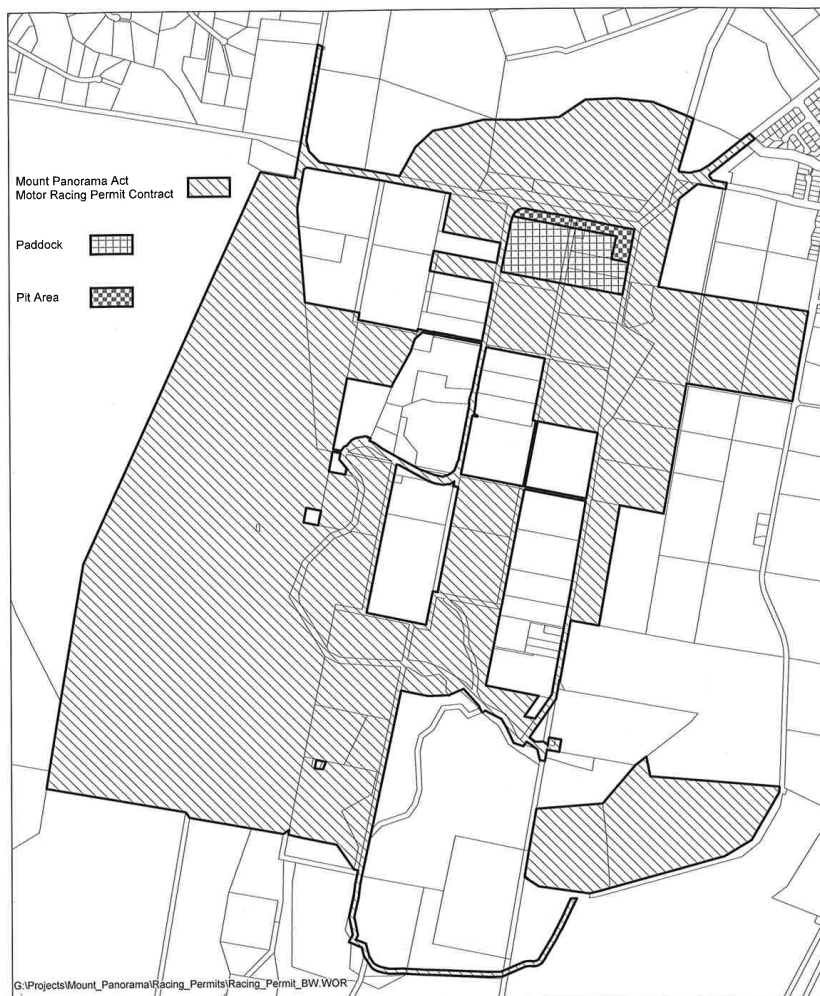 Mount Panorama Act
Motor Racing Permit Contract
Paddock
Pit Area
G:\Projects\Mount_Panorama\Racing_Permits\Racing_Permit_BW.WOR